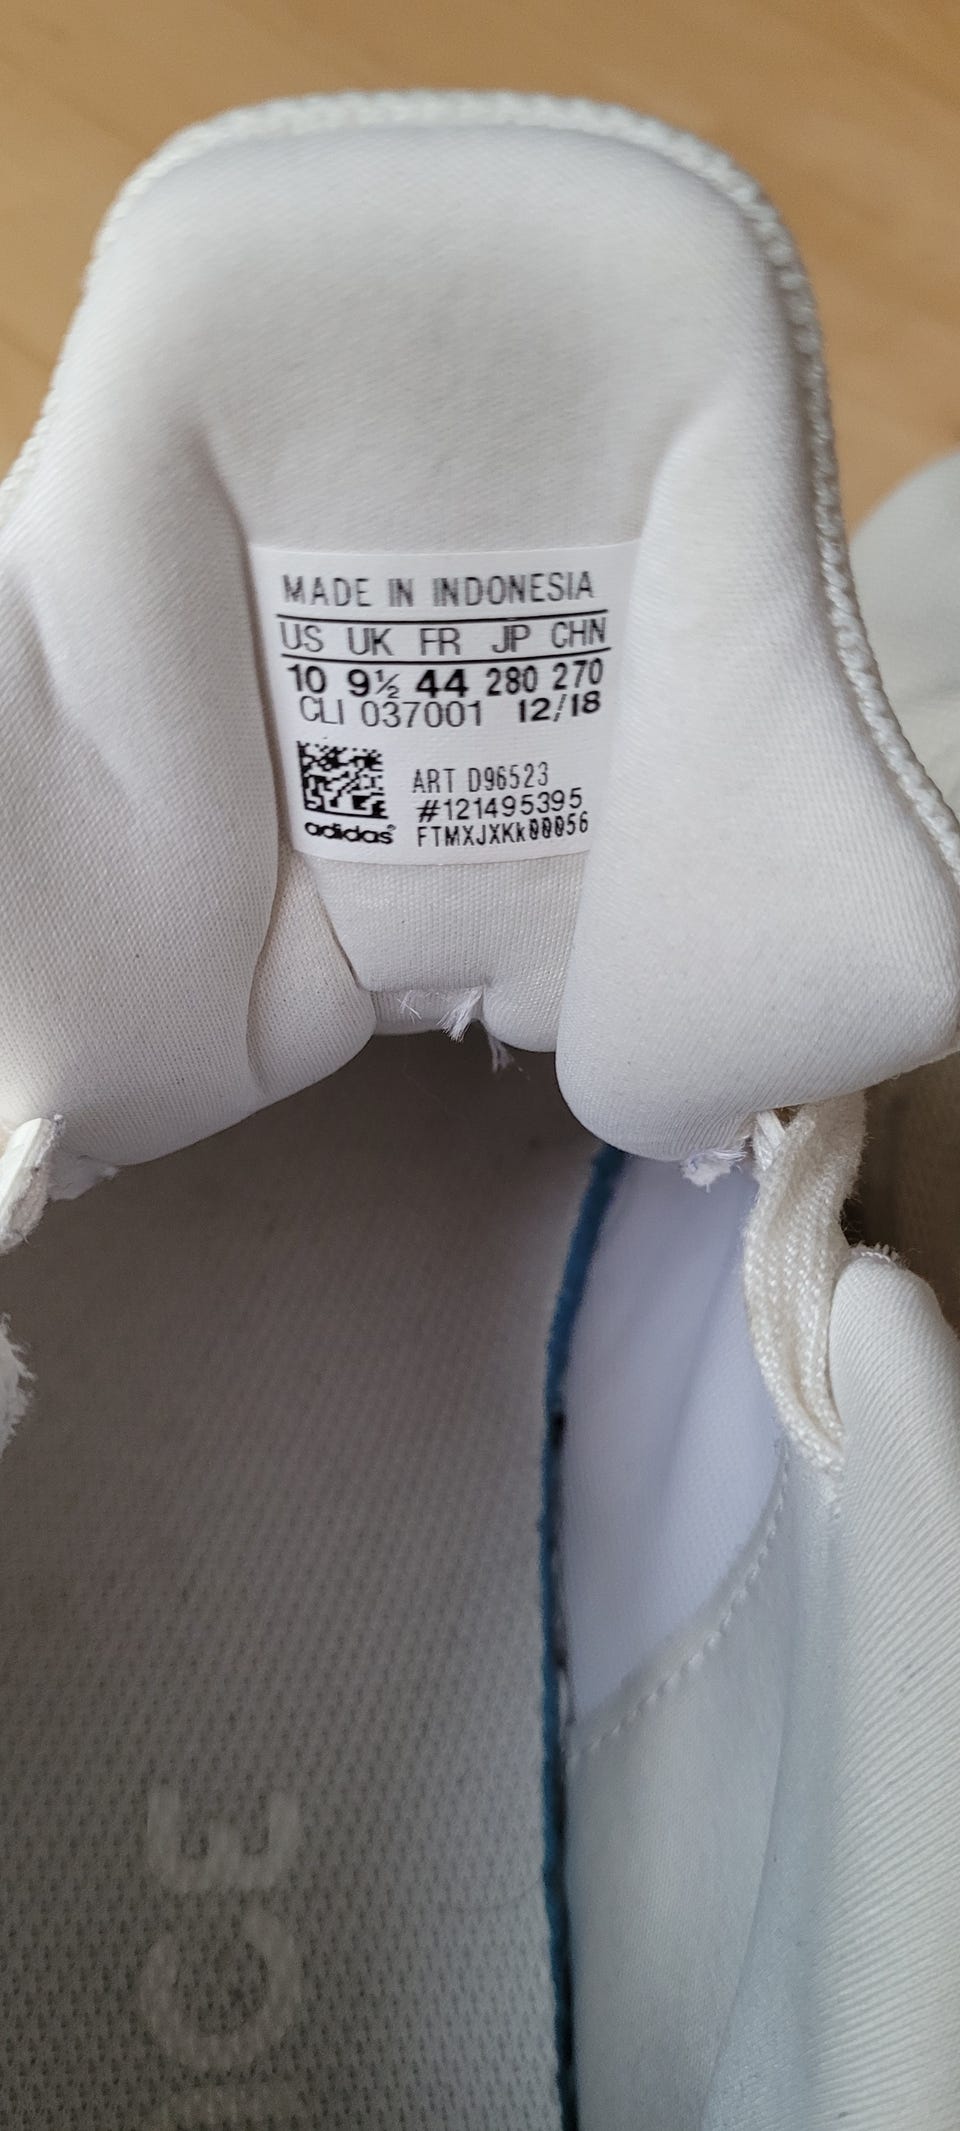 MADE IN INDONESIA
US UK FR JP CHN
10 9½ 44 280 270
CLI 037001 12/18
ART D96523
#121495395
adidas FTMXJXKk00056